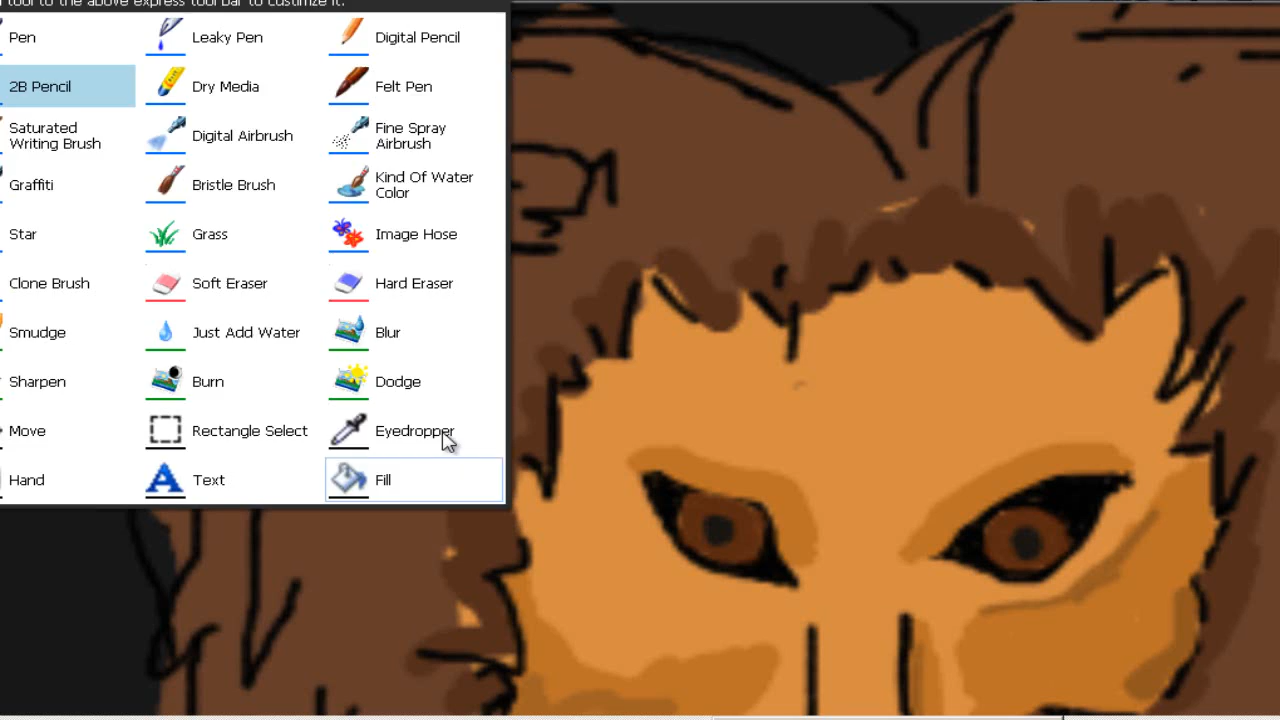 tool to the above express tool bar to custimize it.
Pen
Leaky Pen
Digital Pencil
2B Pencil
Dry Media
Felt Pen
Saturated
Writing Brush
Digital Airbrush
Fine Spray
Airbrush
Graffiti
Bristle Brush
Kind Of Water
Color
Star
Grass
Image Hose
Clone Brush
Soft Eraser
Hard Eraser
Smudge
Just Add Water
Blur
Sharpen
Burn
Dodge
Move
Rectangle Select
Eyedropper
Hand
Text
Fill